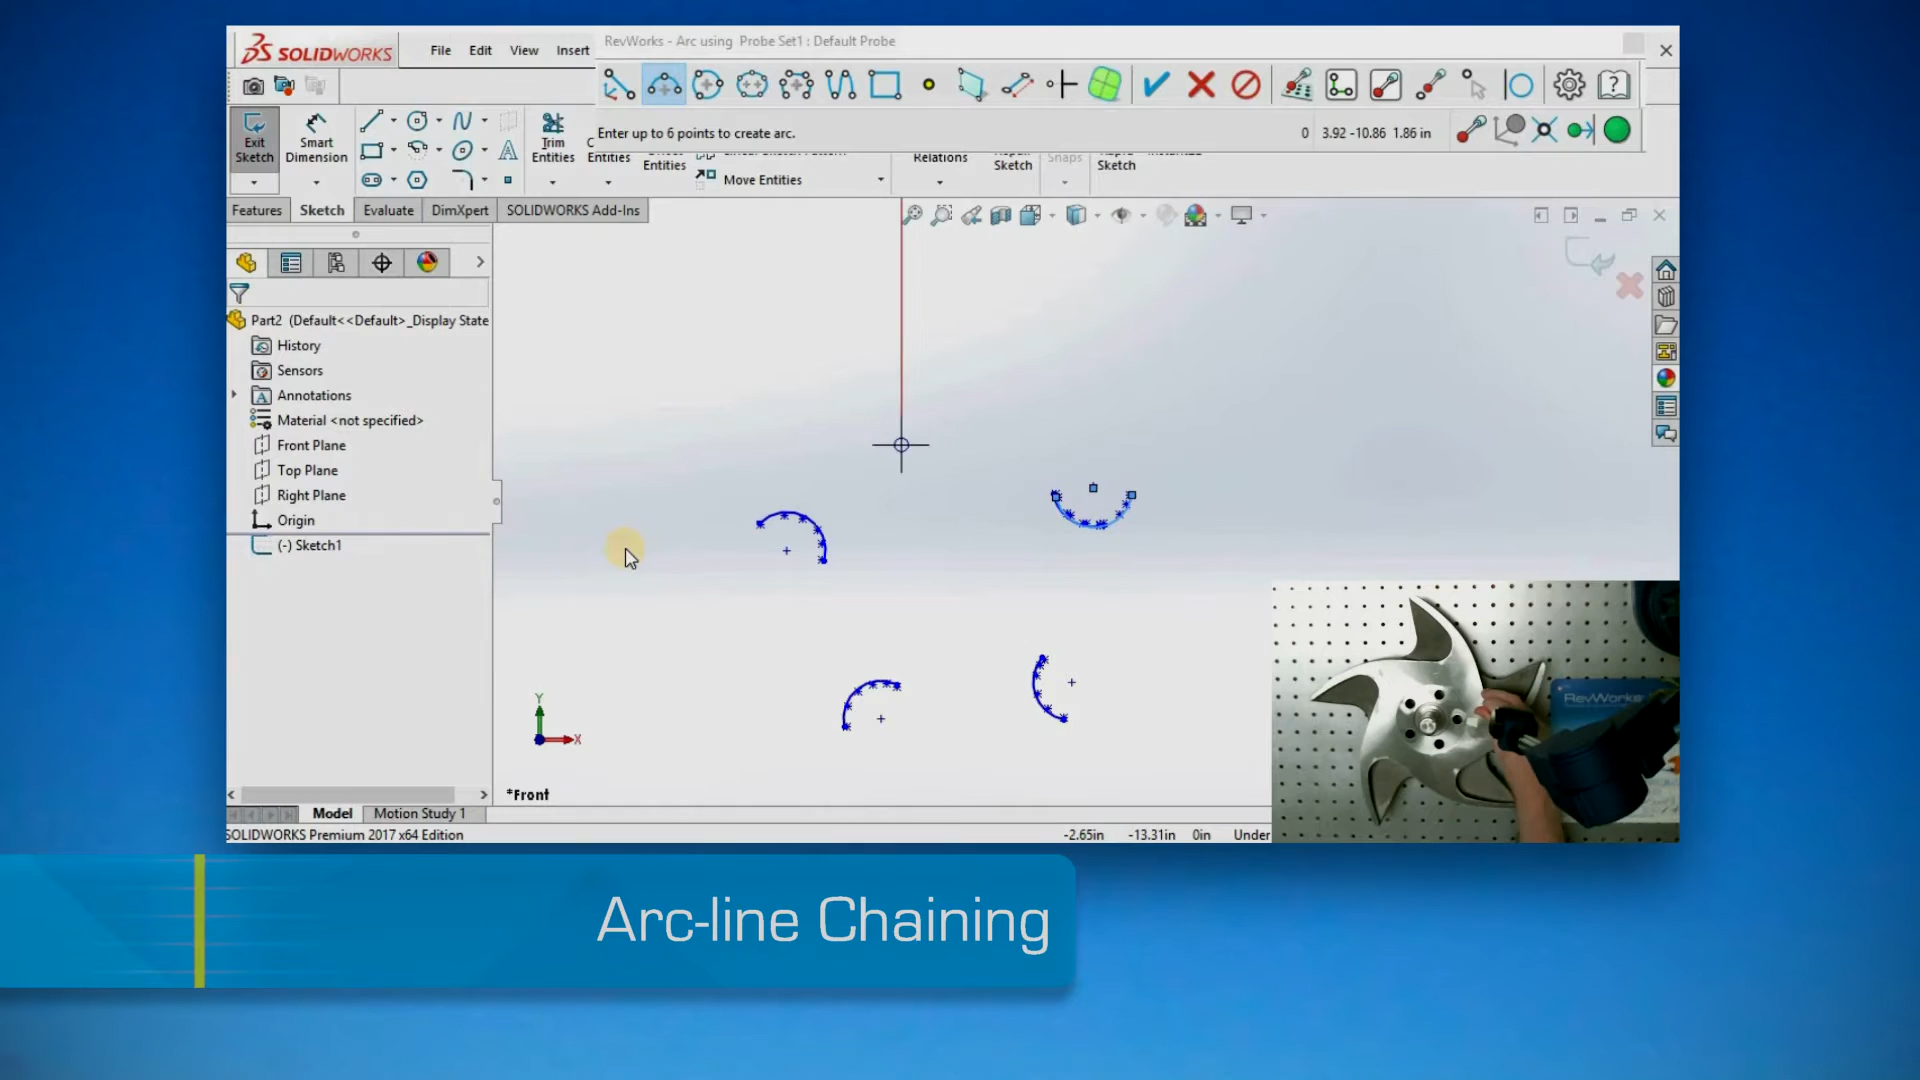 SOLIDWORKS
File Edit View Insert
RevWorks - Arc using Probe Set1 : Default Probe
Enter up to 6 points to create arc.
0 3.92 -10.86 1.86 in
Exit Sketch
Smart Dimension
Trim Entities
Entities
Entities
Move Entities
Relations
Sketch
Snaps
Sketch
Features Sketch Evaluate DimXpert SOLIDWORKS Add-Ins
Part2 (Default<<Default>_Display State
History
Sensors
Annotations
Material <not specified>
Front Plane
Top Plane
Right Plane
Origin
(-) Sketch1
Y
X
*Front
RevWorks
Model Motion Study 1
SOLIDWORKS Premium 2017 x64 Edition
-2.65in -13.31in 0in Under
Arc-line Chaining